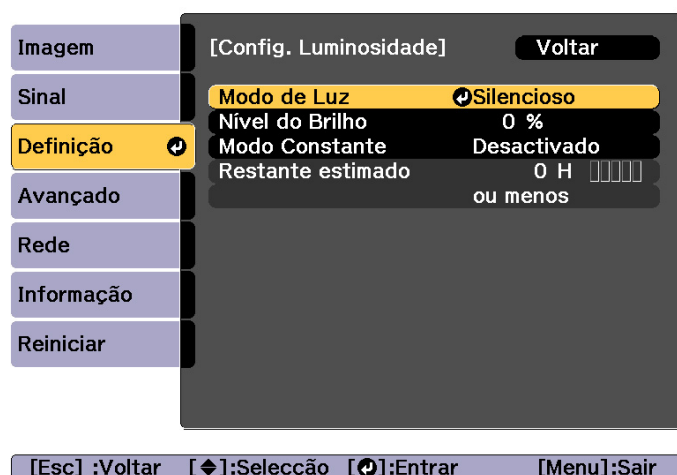 Imagem
Sinal
Definição
Avançado
Rede
Informação
Reiniciar
[Config. Luminosidade] Voltar
Modo de Luz Silencioso
Nível do Brilho 0 %
Modo Constante Desactivado
Restante estimado 0 H
ou menos
[Esc] :Voltar [ ]:Selecção [ ]:Entrar [Menu]:Sair